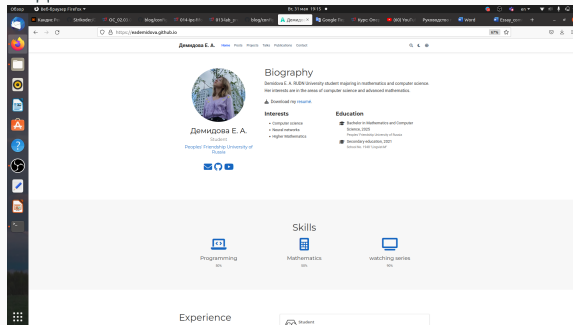 Обзор Веб-браузер Firefox Вт, 31 мая 19:15 en
https://eademidova.github.io 67%
Демидова Е. А. Home Posts Projects Talks Publications Contact
Biography
Demidova E. A. RUDN University student majoring in mathematics and computer science.
Her interests are in the areas of computer science and advanced mathematics.
Download my resumé.
Interests
Computer science
Neural networks
Higher Mathematics
Education
Bachelor in Mathematics and Computer
Science, 2025
Peoples Friendship University of Russia
Secondary education, 2021
Демидова Е. А.
Student
Peoples' Friendship University of
Russia
Skills
Programming
Mathematics
watching series
Experience
Student